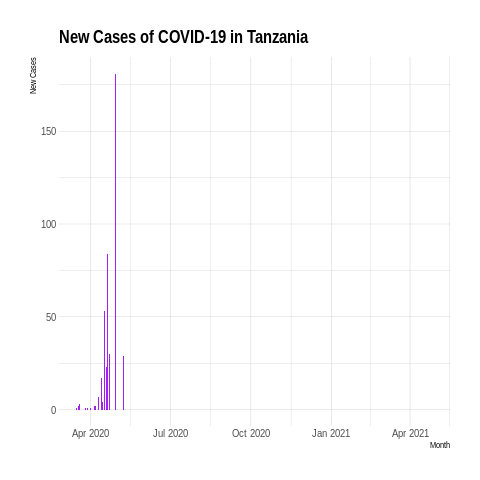 New Cases of COVID-19 in Tanzania
New Cases
150
100
50
0
Apr 2020 Jul 2020 Oct 2020 Jan 2021 Apr 2021
Month